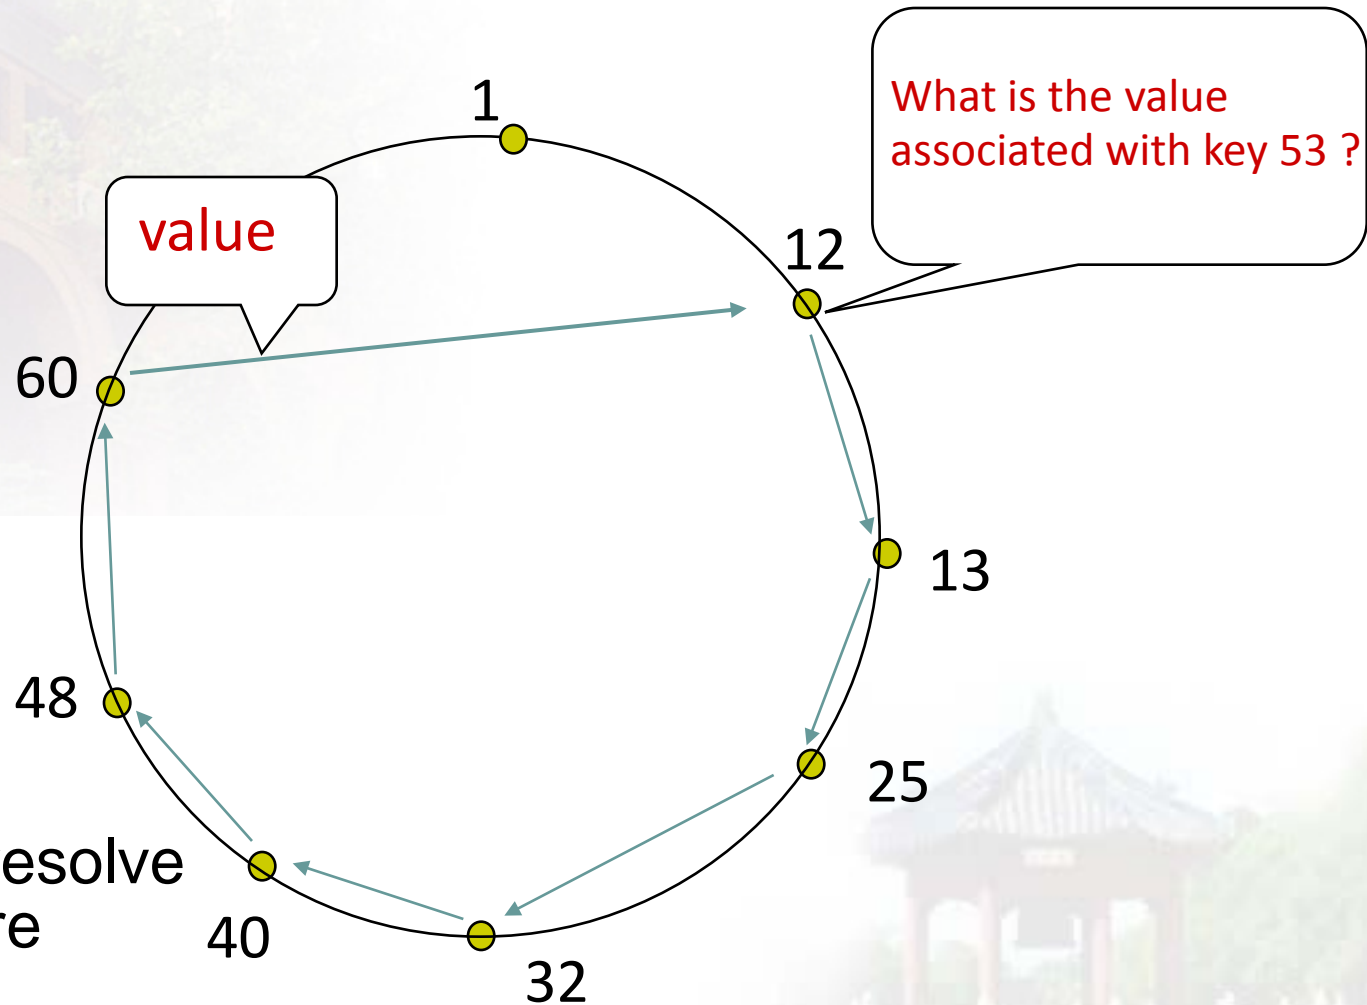 1
What is the value
associated with key 53 ?
value
12
60
13
48
25
esolve
re
40
32